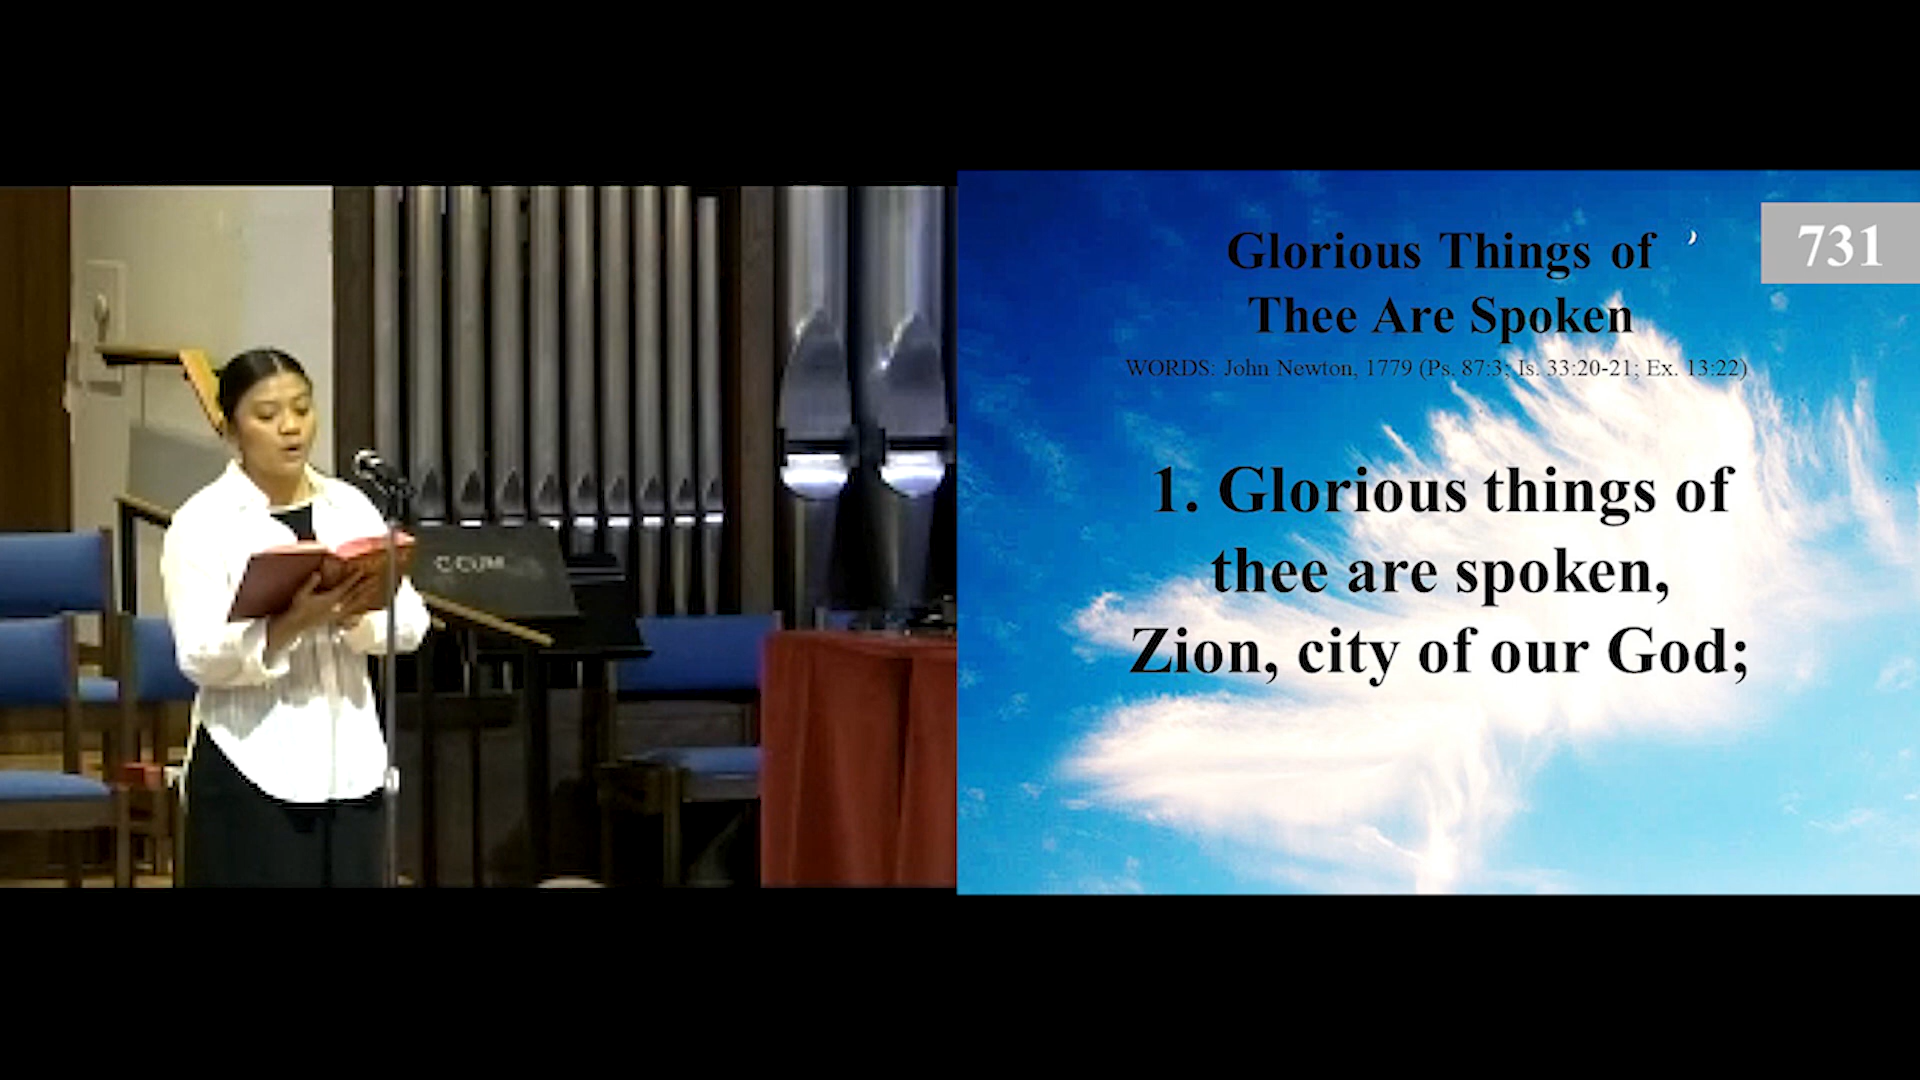 CCUM
731
Glorious Things of
Thee Are Spoken
WORDS: John Newton, 1779 (Ps. 87:3; Is. 33:20-21; Ex. 13:22)
1. Glorious things of
thee are spoken,
Zion, city of our God;